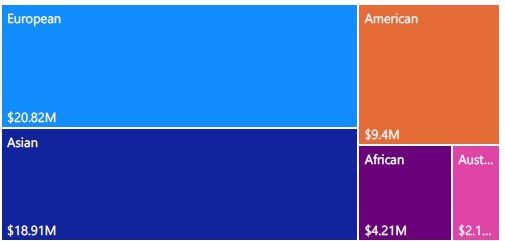 European
$20.82M
Asian
$18.91M
American
$9.4M
African
$4.21M
Aust...
$2.1...